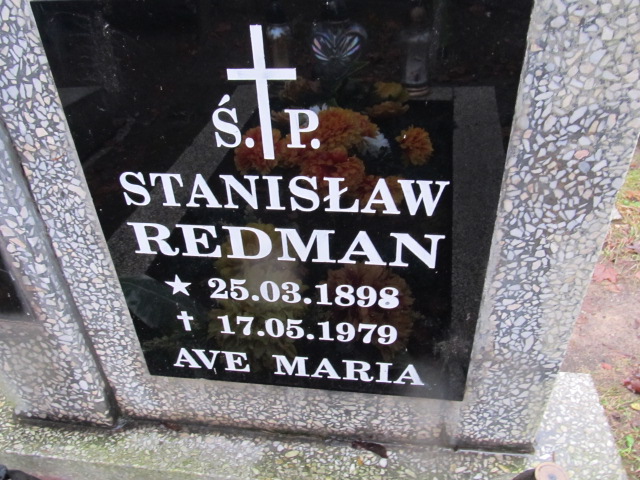 Ś. P.
STANISŁAW
REDMAN
★ 25.03.1898
✝ 17.05.1979
AVE MARIA